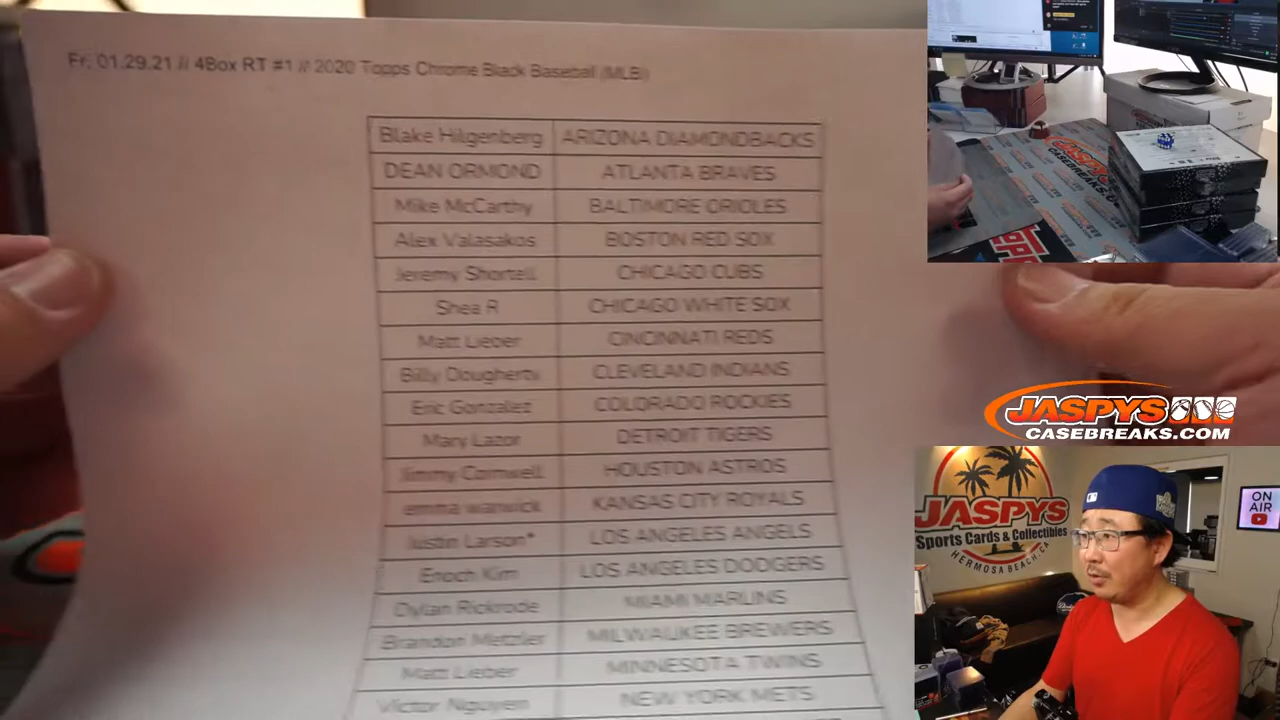 Fr, 01.29.21 // 4Box RT #1 // 2020 Topps Chrome Black Baseball (MLB)
Blake Hilgenberg ARIZONA DIAMONDBACKS
DEAN ORMOND ATLANTA BRAVES
Mike McCarthy BALTIMORE ORIOLES
Alex Valasakos BOSTON RED SOX
Jeremy Shortell CHICAGO CUBS
Shea R CHICAGO WHITE SOX
Matt Lieber CINCINNATI REDS
Billy Dougherty CLEVELAND INDIANS
Eric Gonzalez COLORADO ROCKIES
Mary Lazor DETROIT TIGERS
Jimmy Cornwell HOUSTON ASTROS
emma warwick KANSAS CITY ROYALS
Justin Larson* LOS ANGELES ANGELS
Enoch Kim LOS ANGELES DODGERS
Dylan Rickrode MIAMI MARLINS
Brandon Metzler MILWAUKEE BREWERS
Matt Lieber MINNESOTA TWINS
Victor Nguyen NEW YORK METS
JASPYS
CASEBREAKS.COM
JASPYS
Sports Cards & Collectibles
HERMOSA BEACH, CA
ON
AIR
JASPYS
CASEBREAKS.COM